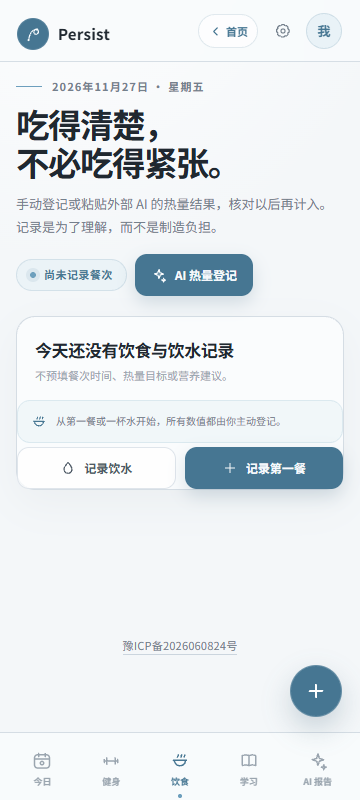 Persist
首页
我
2026年11月27日 · 星期五
吃得清楚，
不必吃得紧张。
手动登记或粘贴外部 AI 的热量结果，核对以后再计入。
记录是为了理解，而不是制造负担。
尚未记录餐次
AI 热量登记
今天还没有饮食与饮水记录
不预填餐次时间、热量目标或营养建议。
从第一餐或一杯水开始，所有数值都由你主动登记。
记录饮水
记录第一餐
豫ICP备2026060824号
今日
健身
饮食
学习
AI 报告